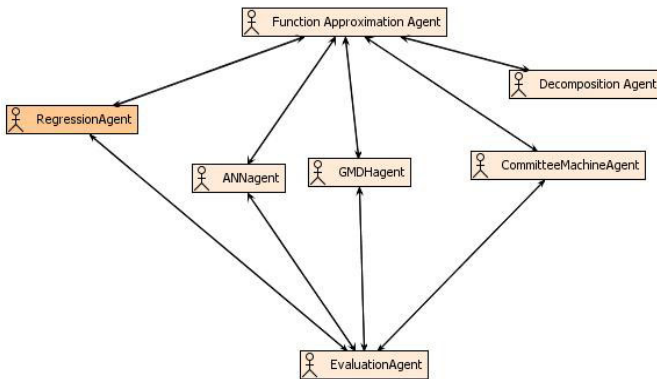 Function Approximation Agent
Decomposition Agent
RegressionAgent
ANNagent
GMDHagent
CommitteeMachineAgent
EvaluationAgent